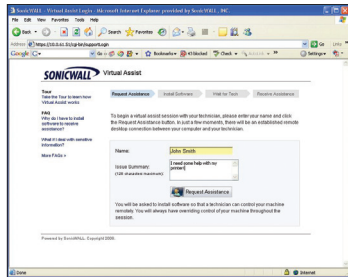 SonicWALL - Virtual Assist Login - Microsoft Internet Explorer provided by SonicWALL, INC.
File Edit View Favorites Tools Help
Back Search Favorites
Address
Go Links
Google Go Bookmarks 41 blocked Check Settings
SONICWALL Virtual Assist
Tour
Take the Tour to learn how
Virtual Assist works
FAQ
Why do I have to install
software to receive
assistance?
What if I deal with sensitive
information?
More FAQs »
Request Assistance Install Software Wait for Tech Receive Assistance
To begin a virtual assist session with your technician, please enter your name and click
the Request Assistance button. In just a few moments, there will be an established remote
desktop connection between your computer and your technician.
Name: John Smith
Issue Summary:
(128 characters maximum)
I need some help with my
printer!
Request Assistance
You will be asked to install software so that a technician can control your machine
remotely. You will always have overriding control of your machine throughout the
session.
Powered by SonicWALL. Copyright 2008.
Done Internet